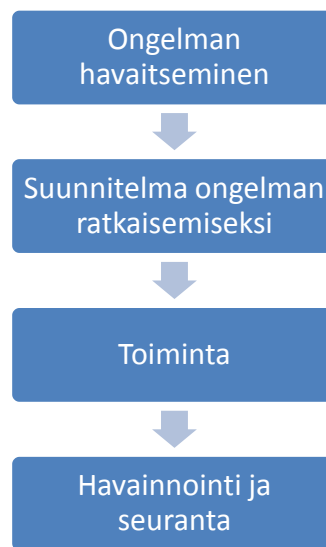 Ongelman
havaitseminen
Suunnitelma ongelman
ratkaisemiseksi
Toiminta
Havainnointi ja
seuranta